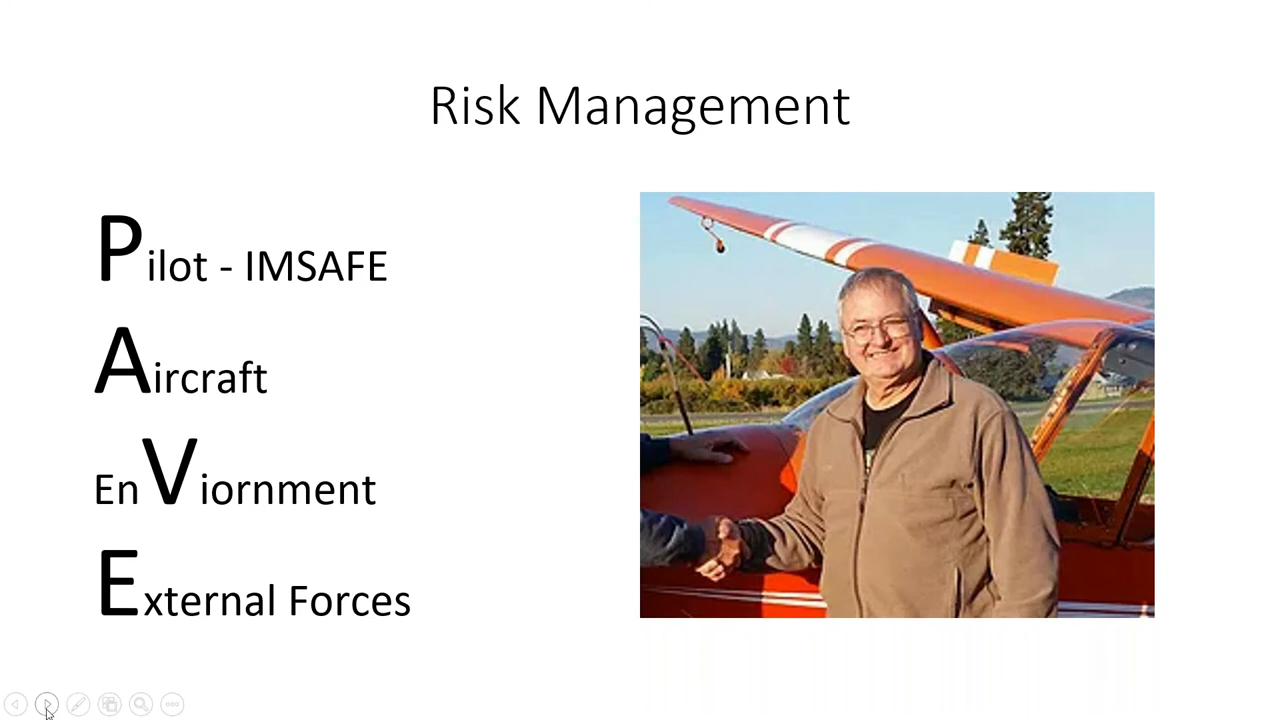 Risk Management
Pilot - IMSAFE
Aircraft
EnViornment
External Forces